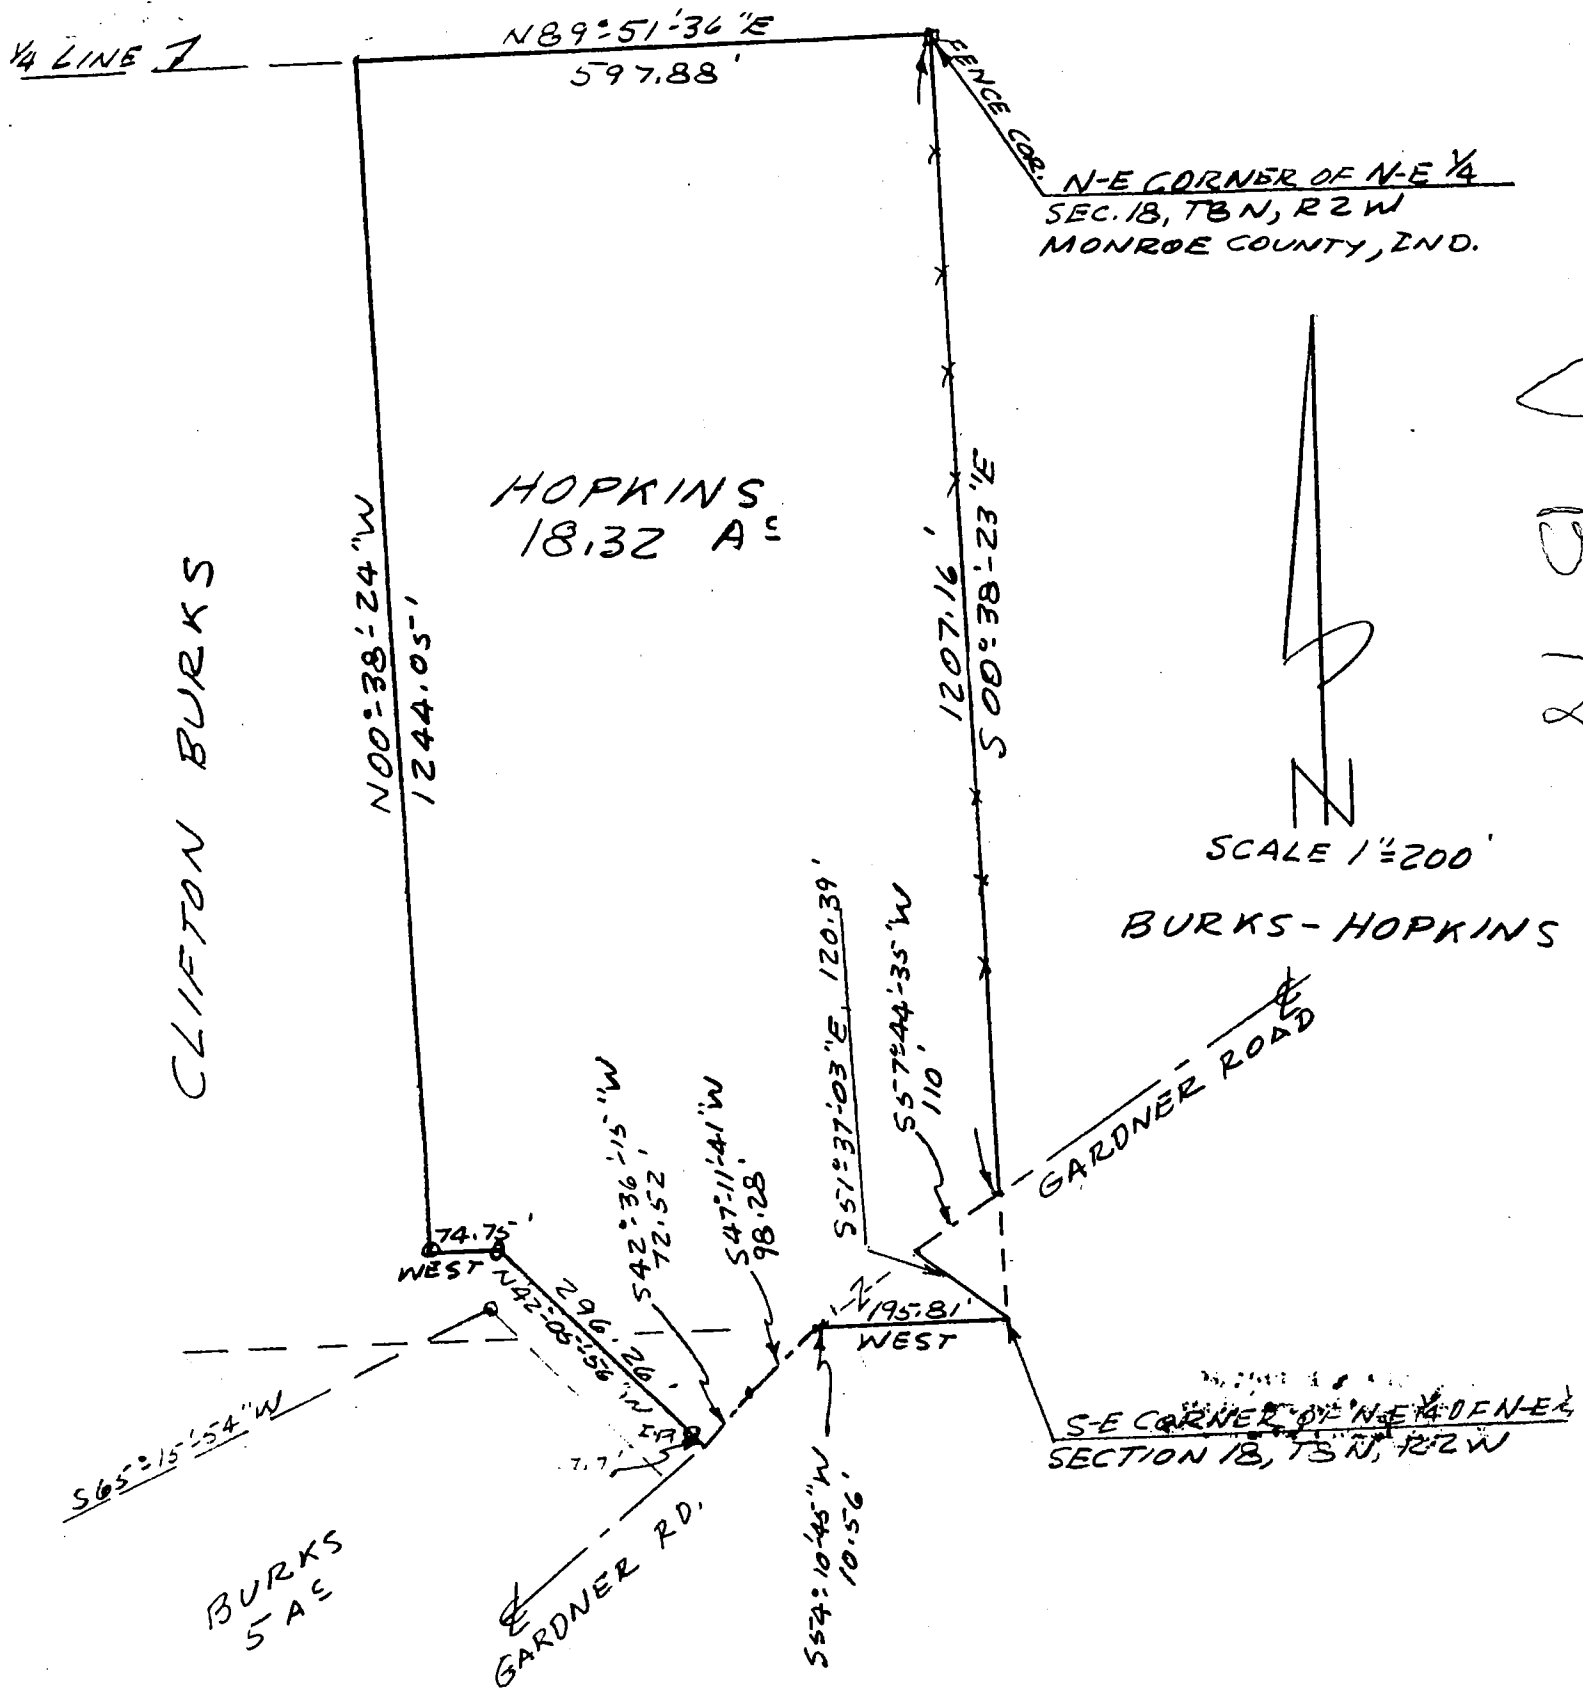 ¼ LINE
N89°-51'-36"E
597.88'
FENCE COR.
N-E CORNER OF N-E ¼
SEC. 18, T8N, R2W
MONROE COUNTY, IND.
HOPKINS
18.32 A͟c
CLIFTON BURKS
N00°-38'-24"W
1244.05'
1207.16'
S00°-38'-23"E
N
SCALE 1"=200'
BURKS-HOPKINS
℄
GARDNER ROAD
S51°-37'-03"E, 120.39'
S57°-44'-35"W
110'
S47°-11'-41"W
98.28'
S42°-36'-15"W
72.52'
74.75'
WEST
296.26'
N42°-05'-56"W
195.81'
WEST
7.7'
S65°-15'-54"W
S54°-10'-45"W
10.56'
S-E CORNER OF N-E ¼ OF N-E ¼
SECTION 18, T8N, R2W
BURKS
5 A͟c
℄
GARDNER RD.